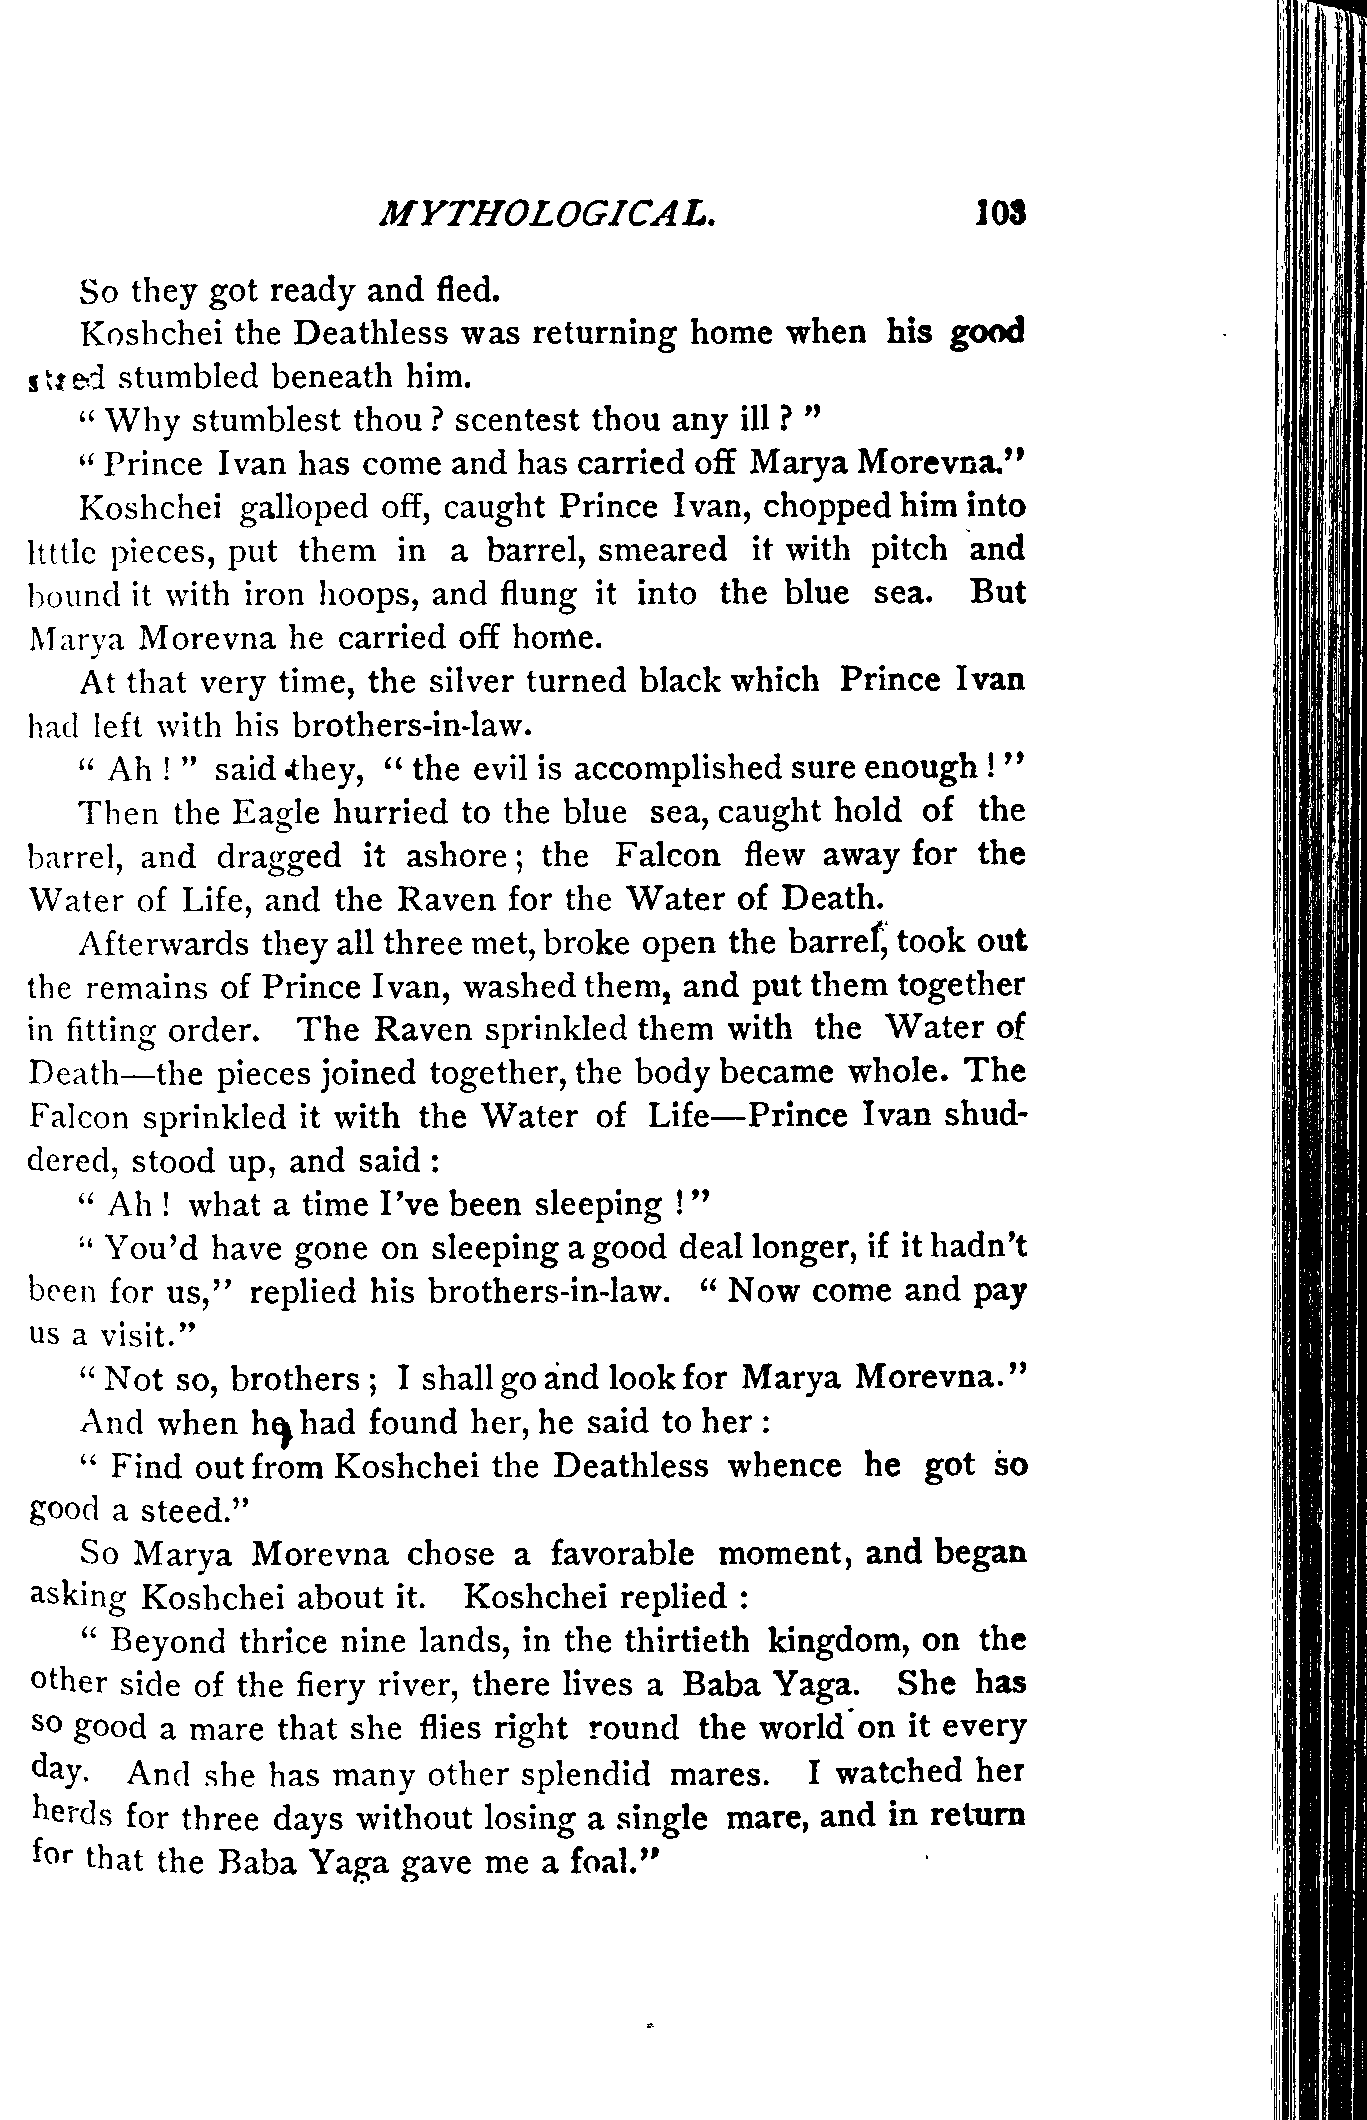 MYTHOLOGICAL. 103
So they got ready and fled.
Koshchei the Deathless was returning home when his good
steed stumbled beneath him.
“ Why stumblest thou ? scentest thou any ill ? ”
“ Prince Ivan has come and has carried off Marya Morevna.”
Koshchei galloped off, caught Prince Ivan, chopped him into
little pieces, put them in a barrel, smeared it with pitch and
bound it with iron hoops, and flung it into the blue sea. But
Marya Morevna he carried off home.
At that very time, the silver turned black which Prince Ivan
had left with his brothers-in-law.
“ Ah ! ” said they, “ the evil is accomplished sure enough ! ”
Then the Eagle hurried to the blue sea, caught hold of the
barrel, and dragged it ashore ; the Falcon flew away for the
Water of Life, and the Raven for the Water of Death.
Afterwards they all three met, broke open the barrel, took out
the remains of Prince Ivan, washed them, and put them together
in fitting order. The Raven sprinkled them with the Water of
Death—the pieces joined together, the body became whole. The
Falcon sprinkled it with the Water of Life—Prince Ivan shud-
dered, stood up, and said :
“ Ah ! what a time I've been sleeping ! ”
“ You'd have gone on sleeping a good deal longer, if it hadn't
been for us,” replied his brothers-in-law. “ Now come and pay
us a visit.”
“ Not so, brothers ; I shall go and look for Marya Morevna.”
And when he had found her, he said to her :
“ Find out from Koshchei the Deathless whence he got so
good a steed.”
So Marya Morevna chose a favorable moment, and began
asking Koshchei about it. Koshchei replied :
“ Beyond thrice nine lands, in the thirtieth kingdom, on the
other side of the fiery river, there lives a Baba Yaga. She has
so good a mare that she flies right round the world on it every
day. And she has many other splendid mares. I watched her
herds for three days without losing a single mare, and in return
for that the Baba Yaga gave me a foal.”